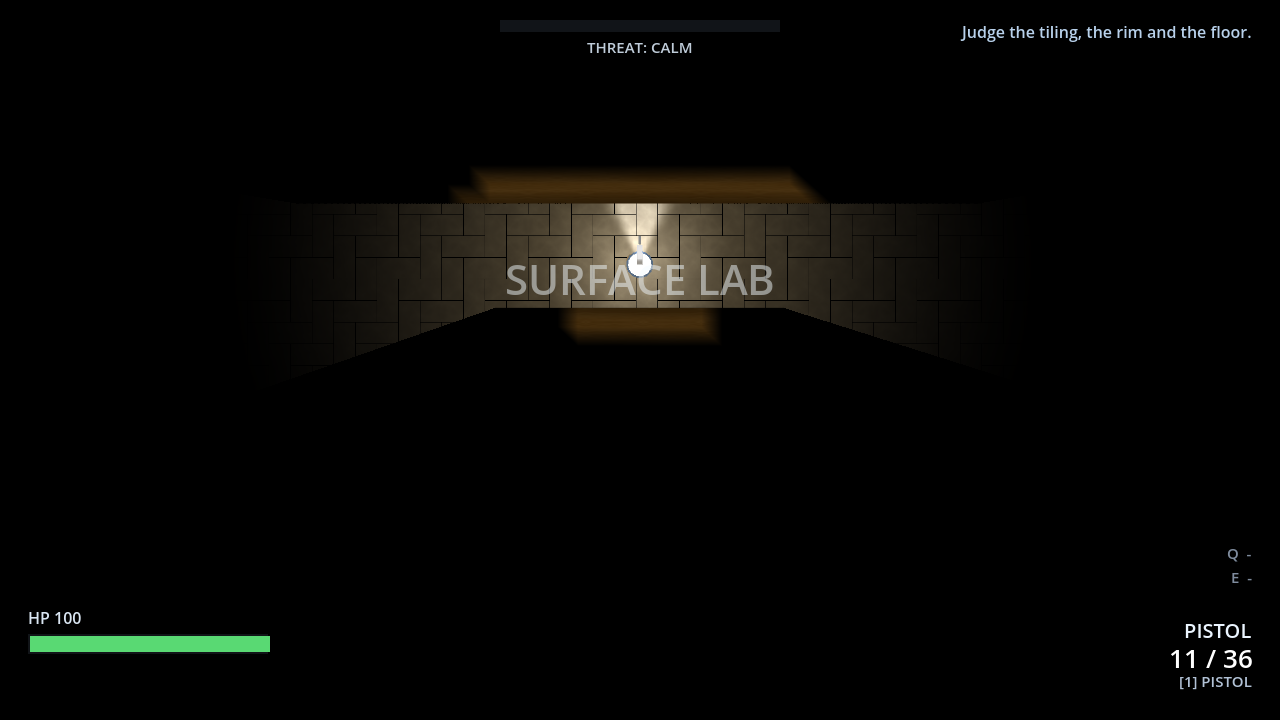 THREAT: CALM
Judge the tiling, the rim and the floor.
SURFACE LAB
Q -
E -
HP 100
PISTOL
11 / 36
[1] PISTOL